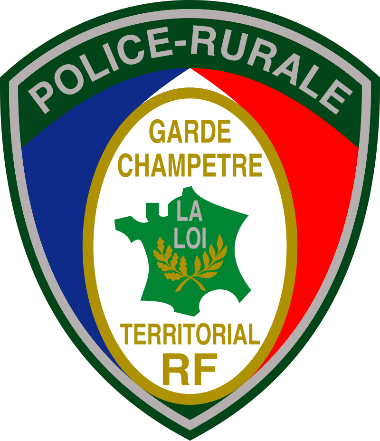 POLICE-RURALE
GARDE
CHAMPETRE
LA
LOI
TERRITORIAL
RF